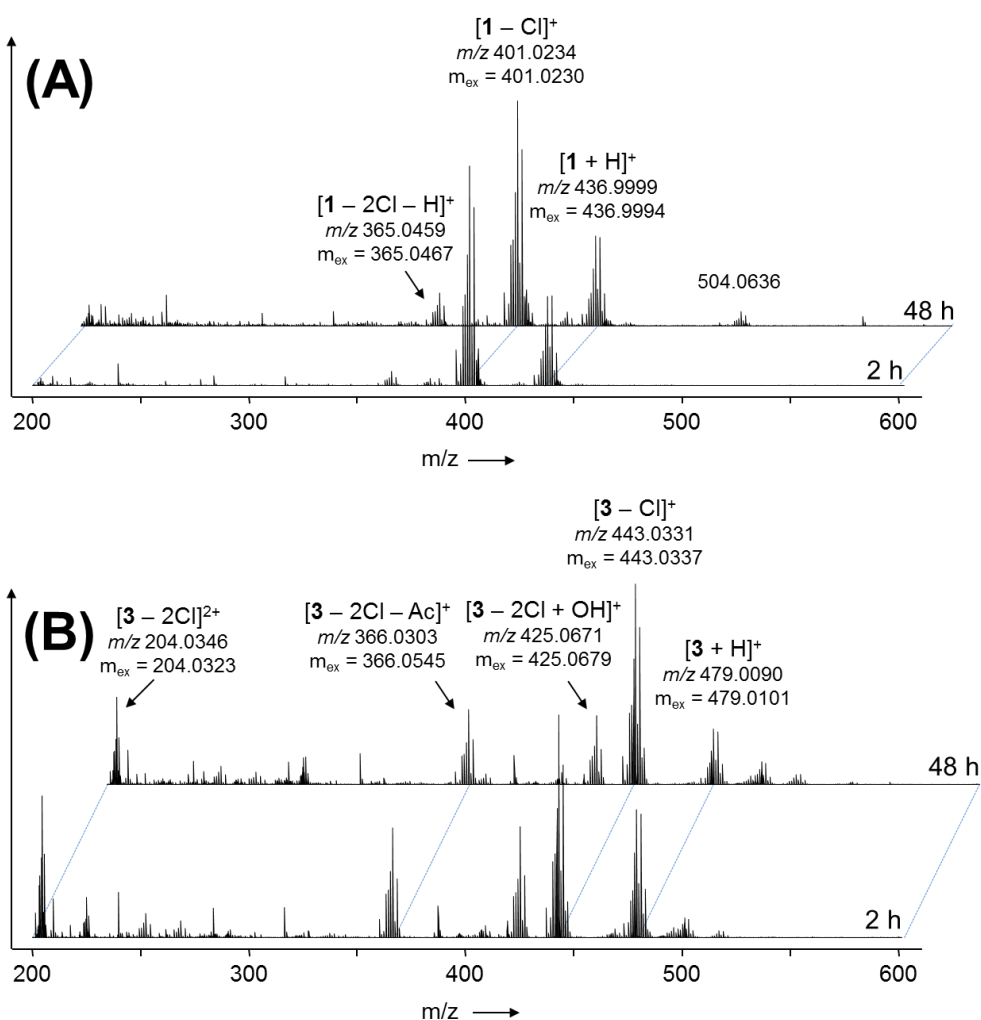 [1 – Cl]⁺
m/z 401.0234
mₑₓ = 401.0230
(A)
[1 + H]⁺
m/z 436.9999
mₑₓ = 436.9994
[1 – 2Cl – H]⁺
m/z 365.0459
mₑₓ = 365.0467
504.0636
48 h
2 h
200 300 400 500 600
m/z
[3 – Cl]⁺
m/z 443.0331
mₑₓ = 443.0337
(B)
[3 – 2Cl]²⁺
m/z 204.0346
mₑₓ = 204.0323
[3 – 2Cl – Ac]⁺
m/z 366.0303
mₑₓ = 366.0545
[3 – 2Cl + OH]⁺
m/z 425.0671
mₑₓ = 425.0679
[3 + H]⁺
m/z 479.0090
mₑₓ = 479.0101
48 h
2 h
200 300 400 500 600
m/z